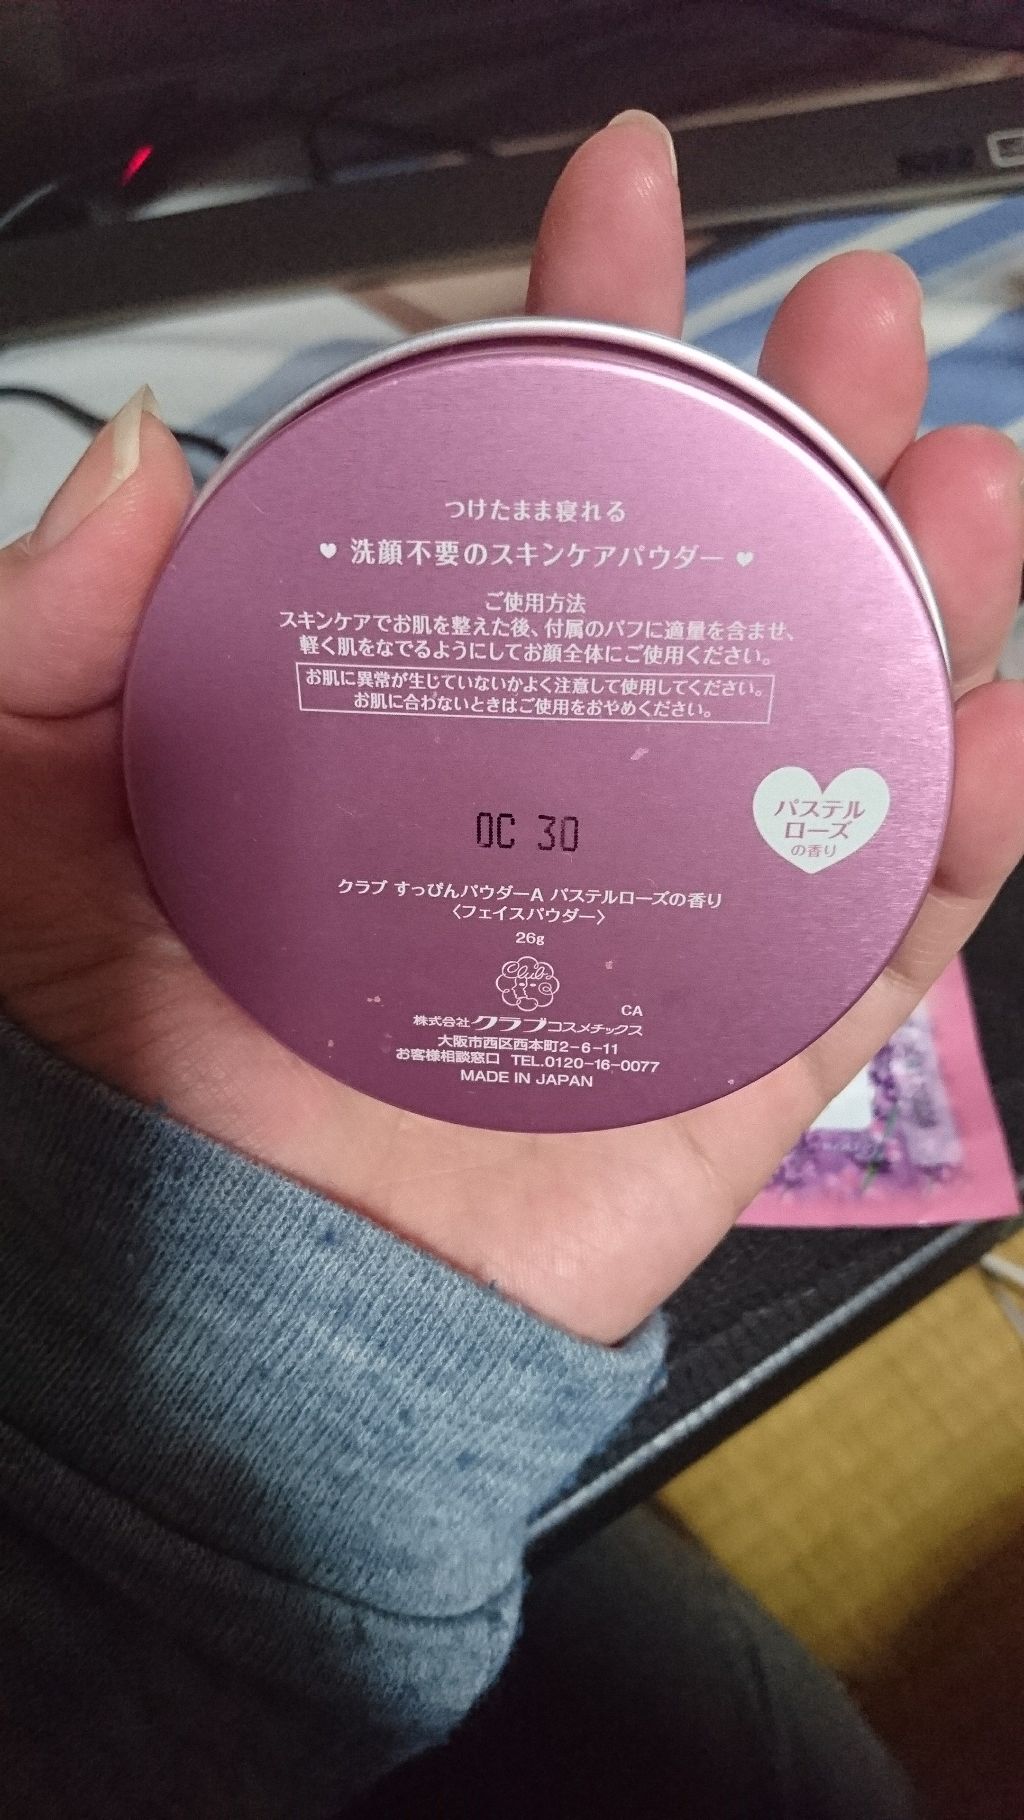 つけたまま寝れる
♥ 洗顔不要のスキンケアパウダー ♥
ご使用方法
スキンケアでお肌を整えた後、付属のパフに適量を含ませ、
軽く肌をなでるようにしてお顔全体にご使用ください。
お肌に異常が生じていないかよく注意して使用してください。
お肌に合わないときはご使用をおやめください。
パステル
ローズ
の香り
OC 30
クラブ すっぴんパウダーA パステルローズの香り
〈フェイスパウダー〉
26g
Club
CA
株式会社クラブコスメチックス
大阪市西区西本町2-6-11
お客様相談窓口 TEL.0120-16-0077
MADE IN JAPAN